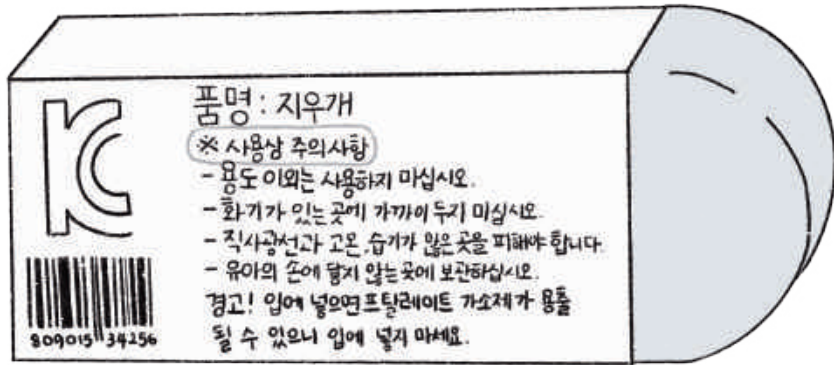 품명 : 지우개
※ 사용상 주의사항
- 용도 이외는 사용하지 마십시오.
- 화기가 있는 곳에 가까이 두지 마십시오.
- 직사광선과 고온, 습기가 많은 곳을 피해야 합니다.
- 유아의 손에 닿지 않는 곳에 보관하십시오.
경고! 입에 넣으면 프탈레이트 가소제가 용출
될 수 있으니 입에 넣지 마세요.
KC
809015 34256